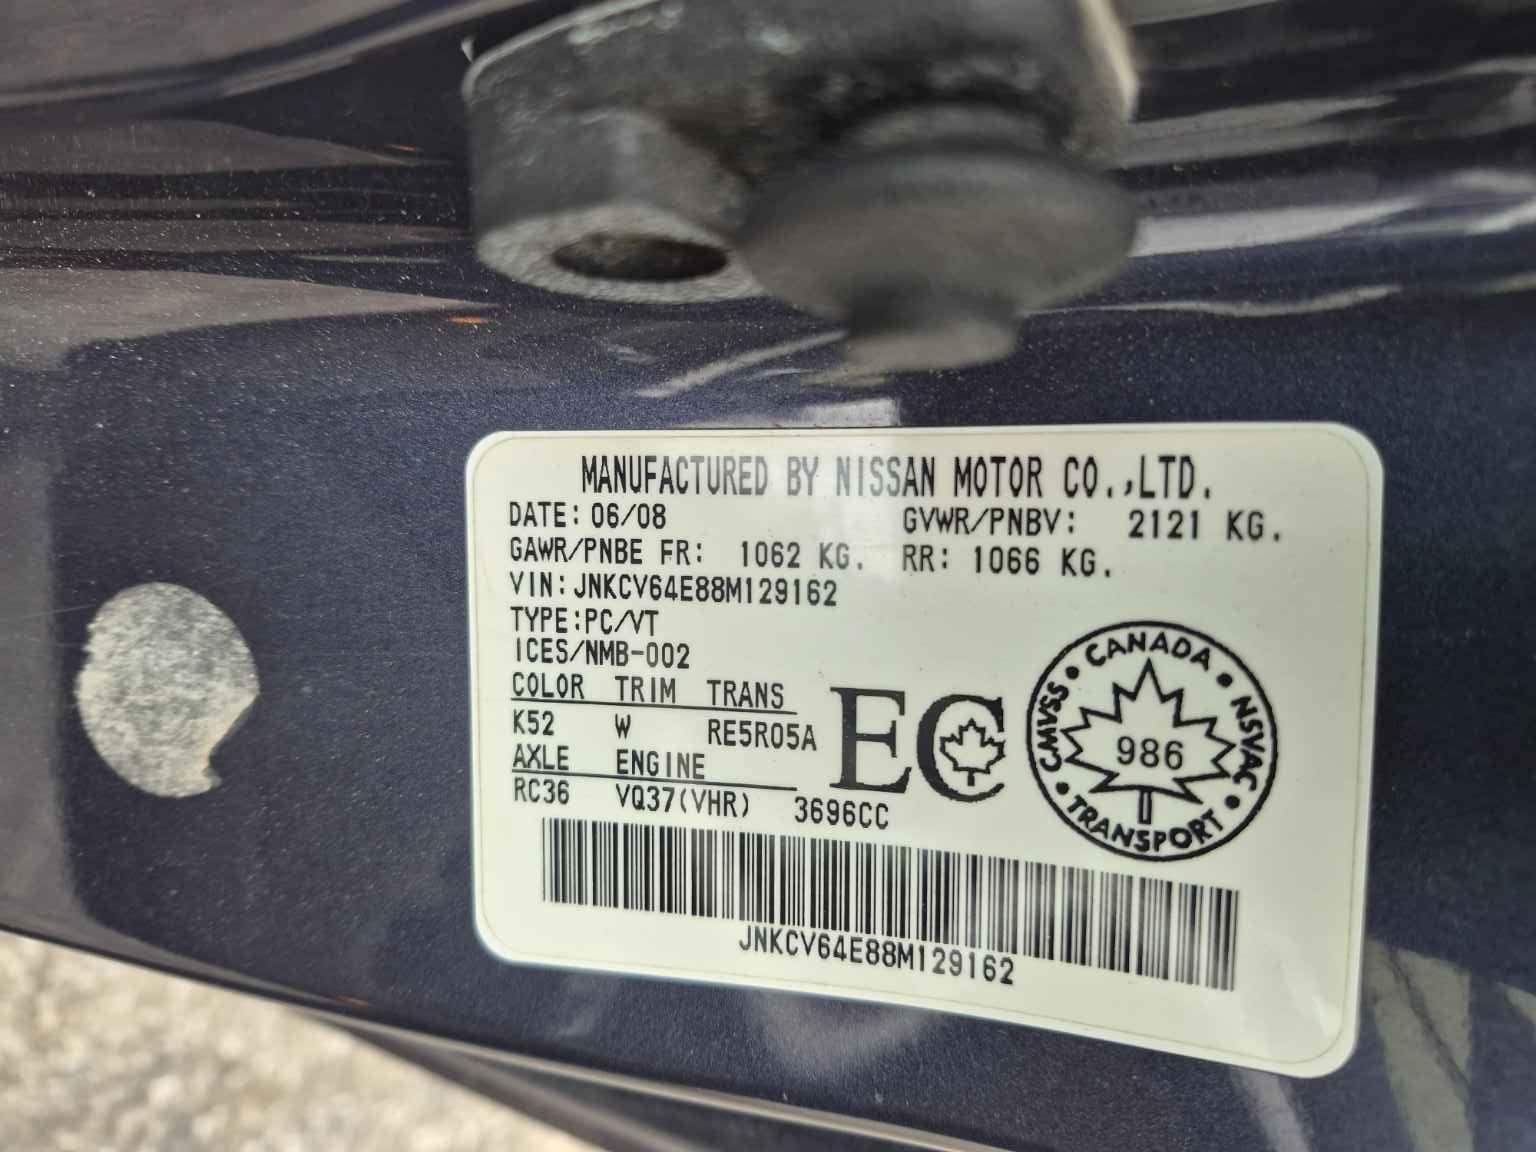 MANUFACTURED BY NISSAN MOTOR CO.,LTD.
DATE: 06/08 GVWR/PNBV: 2121 KG.
GAWR/PNBE FR: 1062 KG. RR: 1066 KG.
VIN: JNKCV64E88M129162
TYPE:PC/VT
ICES/NMB-002
COLOR TRIM TRANS
K52 W RE5R05A
AXLE ENGINE
RC36 VQ37(VHR) 3696CC
EC
CANADA
CMVSS • NSVAC
986
TRANSPORT
JNKCV64E88M129162